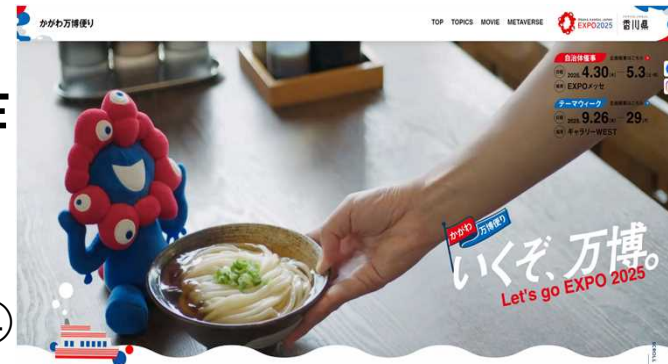 かがわ万博便り
TOP TOPICS MOVIE METAVERSE
EXPO2025 香川県
自治体催事
2025. 4.30 5.3
EXPOメッセ
テーマウィーク
2025. 9.26 29
ギャラリーWEST
かがわ 万博便り
いくぞ、万博。
Let's go EXPO 2025